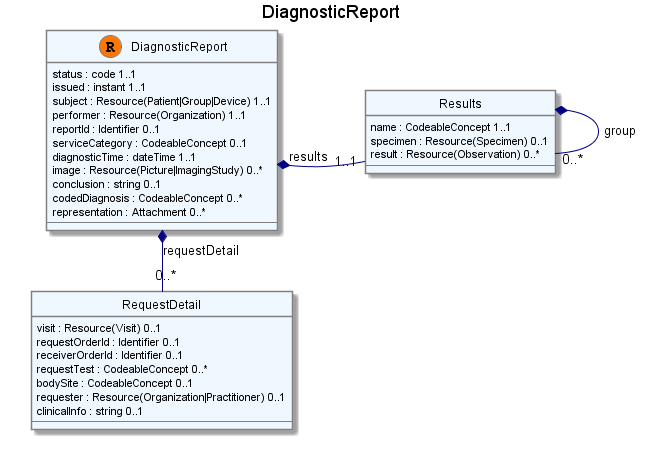 DiagnosticReport
R DiagnosticReport
status : code 1..1
issued : instant 1..1
subject : Resource(Patient|Group|Device) 1..1
performer : Resource(Organization) 1..1
reportId : Identifier 0..1
serviceCategory : CodeableConcept 0..1
diagnosticTime : dateTime 1..1
image : Resource(Picture|ImagingStudy) 0..*
conclusion : string 0..1
codedDiagnosis : CodeableConcept 0..*
representation : Attachment 0..*
results
1..1
Results
name : CodeableConcept 1..1
specimen : Resource(Specimen) 0..1
result : Resource(Observation) 0..*
group
0..*
requestDetail
0..*
RequestDetail
visit : Resource(Visit) 0..1
requestOrderId : Identifier 0..1
receiverOrderId : Identifier 0..1
requestTest : CodeableConcept 0..*
bodySite : CodeableConcept 0..1
requester : Resource(Organization|Practitioner) 0..1
clinicalInfo : string 0..1